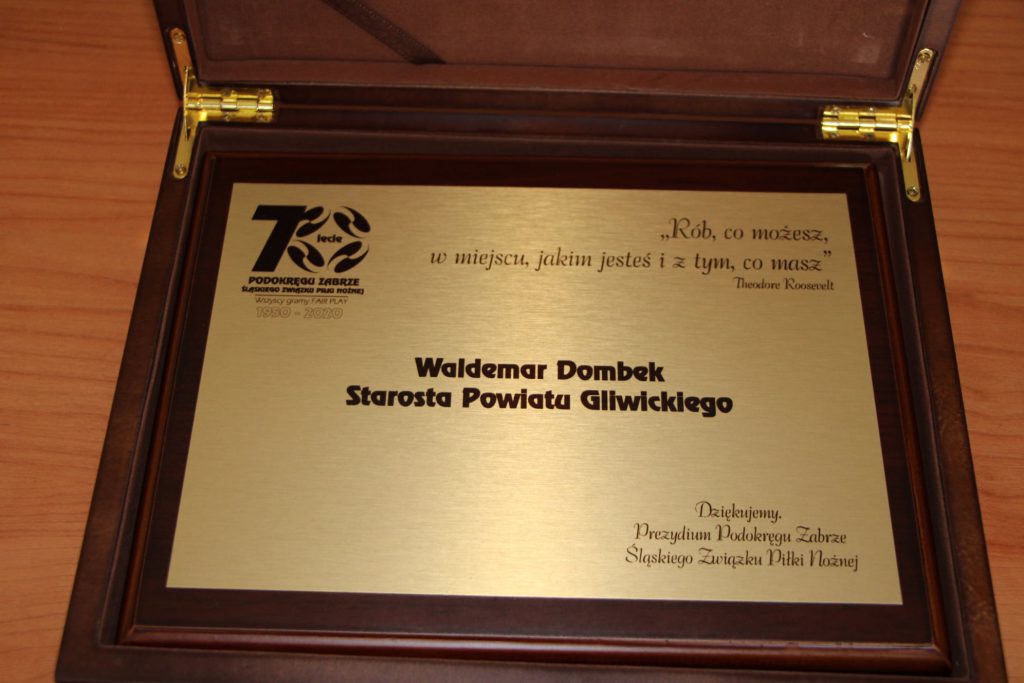 70
lecie
PODOKRĘGU ZABRZE
ŚLĄSKIEGO ZWIĄZKU PIŁKI NOŻNEJ
Wszyscy gramy FAIR PLAY
1950 - 2020
„Rób, co możesz,
w miejscu, jakim jesteś i z tym, co masz”
Theodore Roosevelt
Waldemar Dombek
Starosta Powiatu Gliwickiego
Dziękujemy.
Prezydium Podokręgu Zabrze
Śląskiego Związku Piłki Nożnej